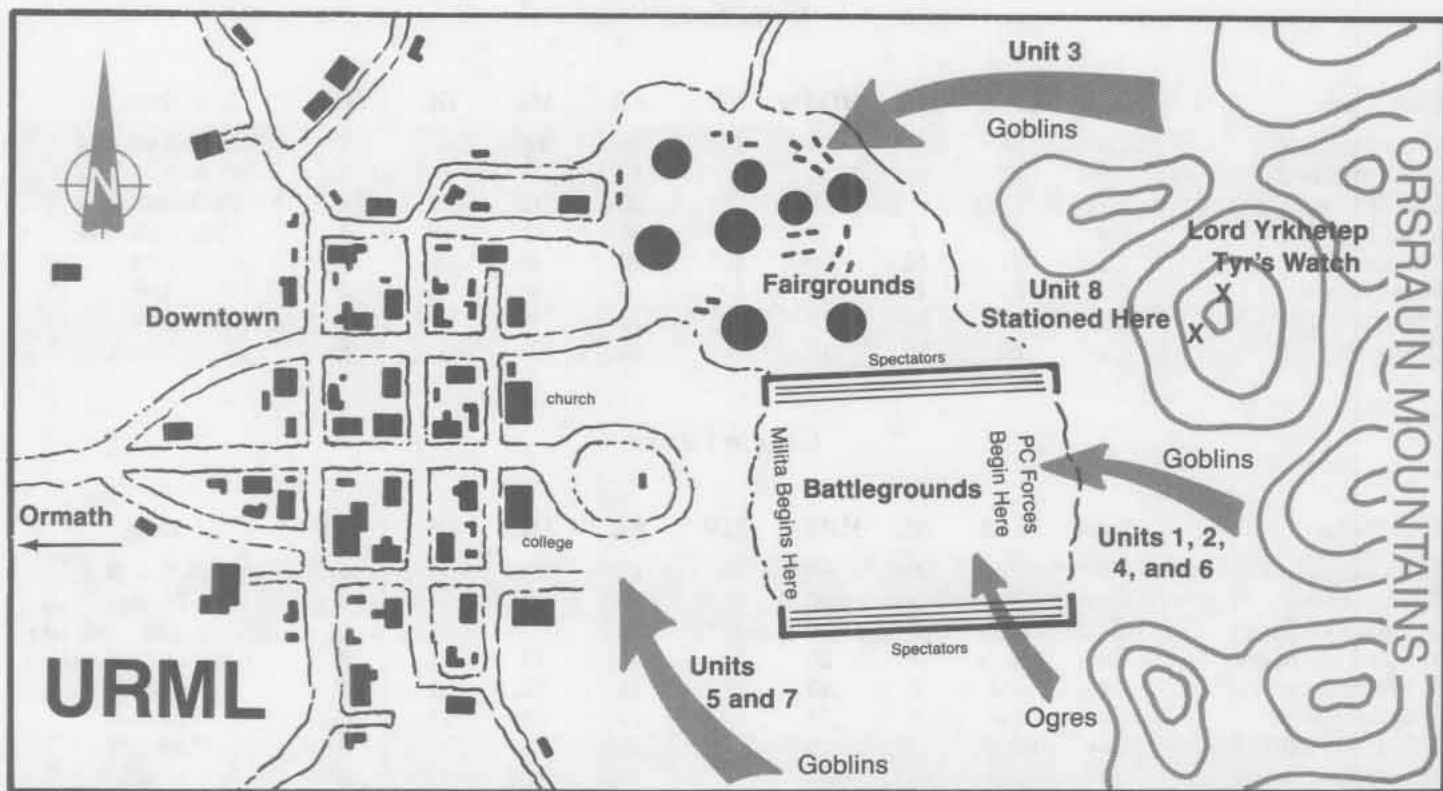 Unit 3
Goblins
N
ORSRAUN MOUNTAINS
Lord Yrkhetep
Tyr's Watch
X
X
Fairgrounds
Unit 8
Stationed Here
Downtown
Spectators
church
Milita Begins Here
Battlegrounds
PC Forces
Begin Here
Goblins
Ormath
college
Units 1, 2,
4, and 6
Spectators
URML
Units
5 and 7
Ogres
Goblins